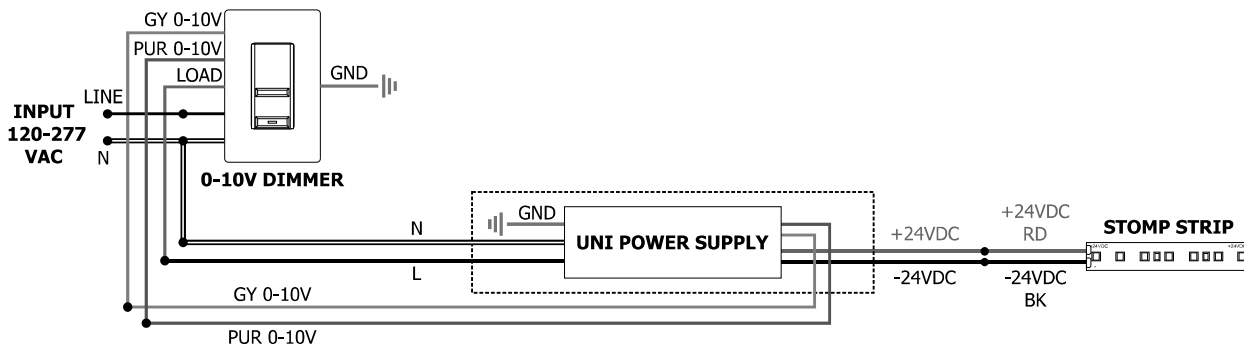 GY 0-10V
PUR 0-10V
LOAD
GND
LINE
INPUT
120-277
VAC
N
0-10V DIMMER
N
L
GND
UNI POWER SUPPLY
+24VDC
-24VDC
+24VDC
RD
-24VDC
BK
STOMP STRIP
+24VDC
GY 0-10V
PUR 0-10V